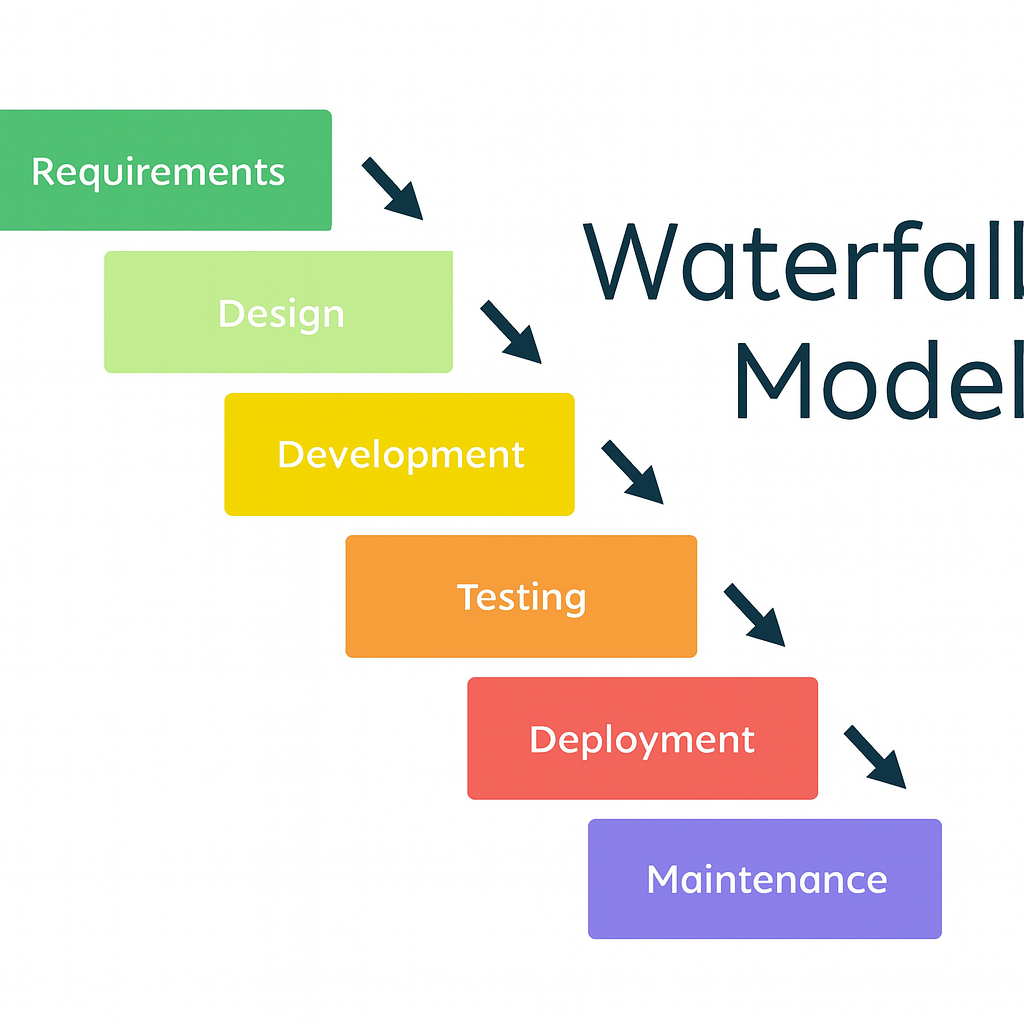 Requirements
Design
Waterfall
Model
Development
Testing
Deployment
Maintenance